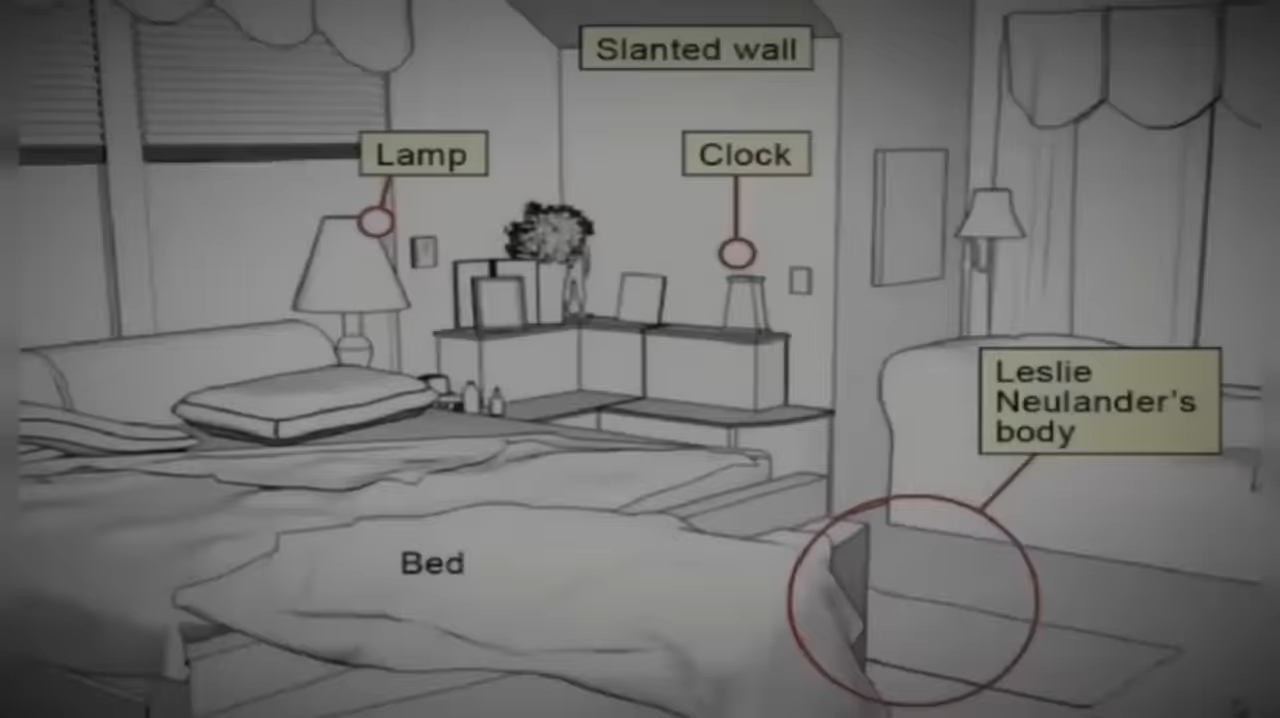 Slanted wall
Lamp
Clock
Leslie
Neulander's
body
Bed